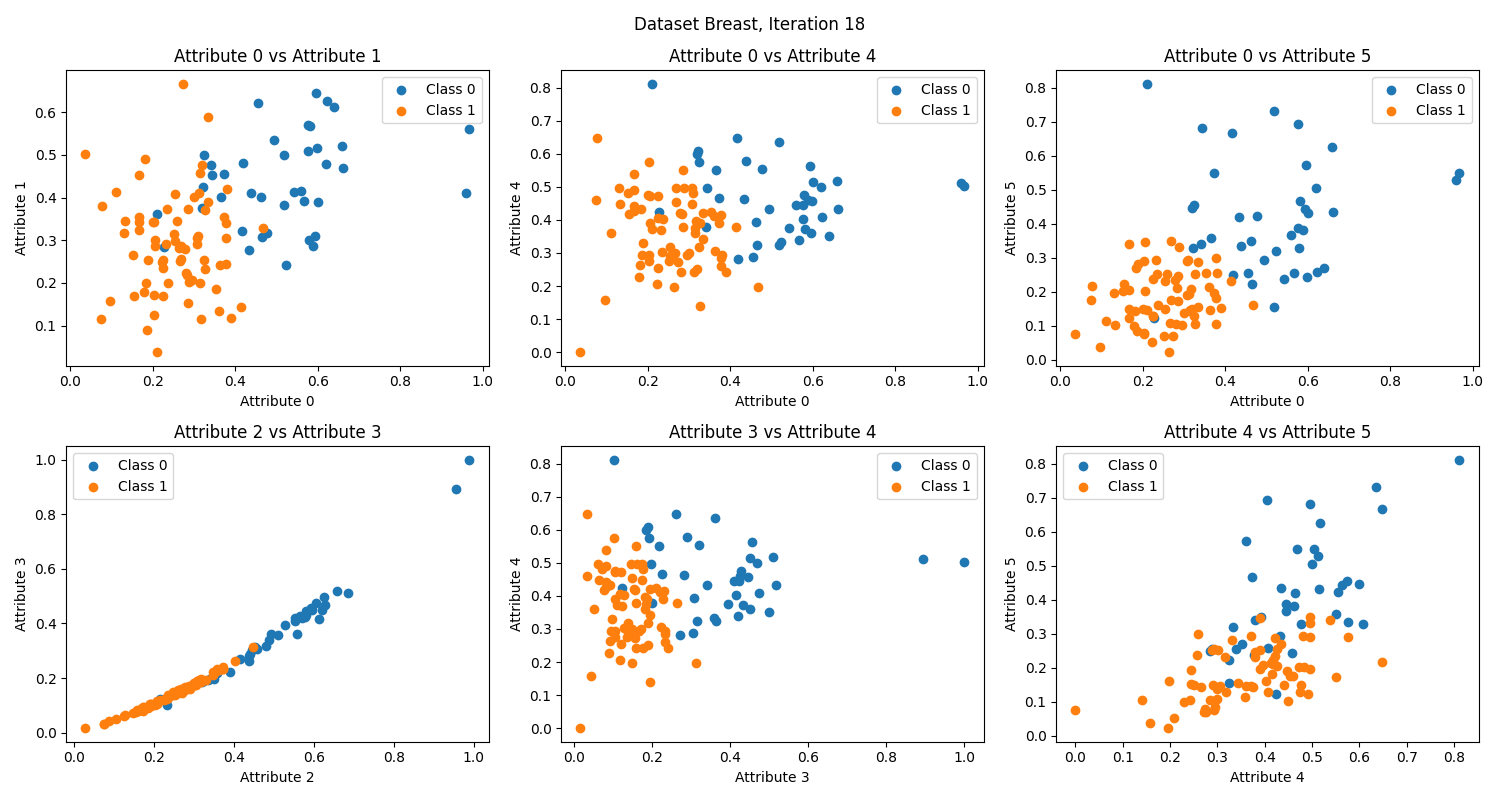 Dataset Breast, Iteration 18
Attribute 0 vs Attribute 1
Attribute 1
0.6
0.5
0.4
0.3
0.2
0.1
Class 0
Class 1
0.0 0.2 0.4 0.6 0.8 1.0
Attribute 0
Attribute 0 vs Attribute 4
Attribute 4
0.8
0.7
0.6
0.5
0.4
0.3
0.2
0.1
0.0
Class 0
Class 1
0.0 0.2 0.4 0.6 0.8 1.0
Attribute 0
Attribute 0 vs Attribute 5
Attribute 5
0.8
0.7
0.6
0.5
0.4
0.3
0.2
0.1
0.0
Class 0
Class 1
0.0 0.2 0.4 0.6 0.8 1.0
Attribute 0
Attribute 2 vs Attribute 3
Attribute 3
1.0
0.8
0.6
0.4
0.2
0.0
Class 0
Class 1
0.0 0.2 0.4 0.6 0.8 1.0
Attribute 2
Attribute 3 vs Attribute 4
Attribute 4
0.8
0.7
0.6
0.5
0.4
0.3
0.2
0.1
0.0
Class 0
Class 1
0.0 0.2 0.4 0.6 0.8 1.0
Attribute 3
Attribute 4 vs Attribute 5
Attribute 5
0.8
0.7
0.6
0.5
0.4
0.3
0.2
0.1
0.0
Class 0
Class 1
0.0 0.1 0.2 0.3 0.4 0.5 0.6 0.7 0.8
Attribute 4